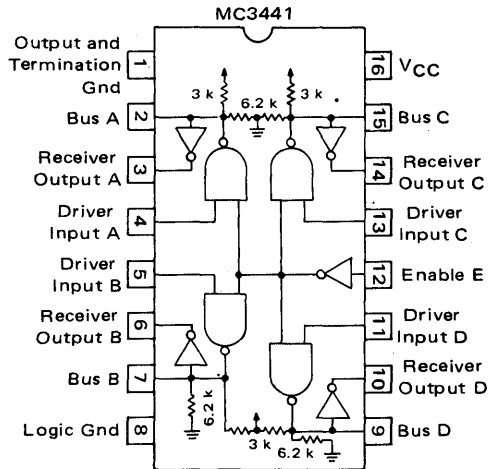 MC3441
Output and
Termination
Gnd
1
16
VCC
3 k
3 k
6.2 k
Bus A
2
15
Bus C
Receiver
Output A
3
14
Receiver
Output C
Driver
Input A
4
13
Driver
Input C
Driver
Input B
5
12
Enable E
Receiver
Output B
6
11
Driver
Input D
Bus B
7
10
Receiver
Output D
6.2 k
Logic Gnd
8
3 k
6.2 k
9
Bus D